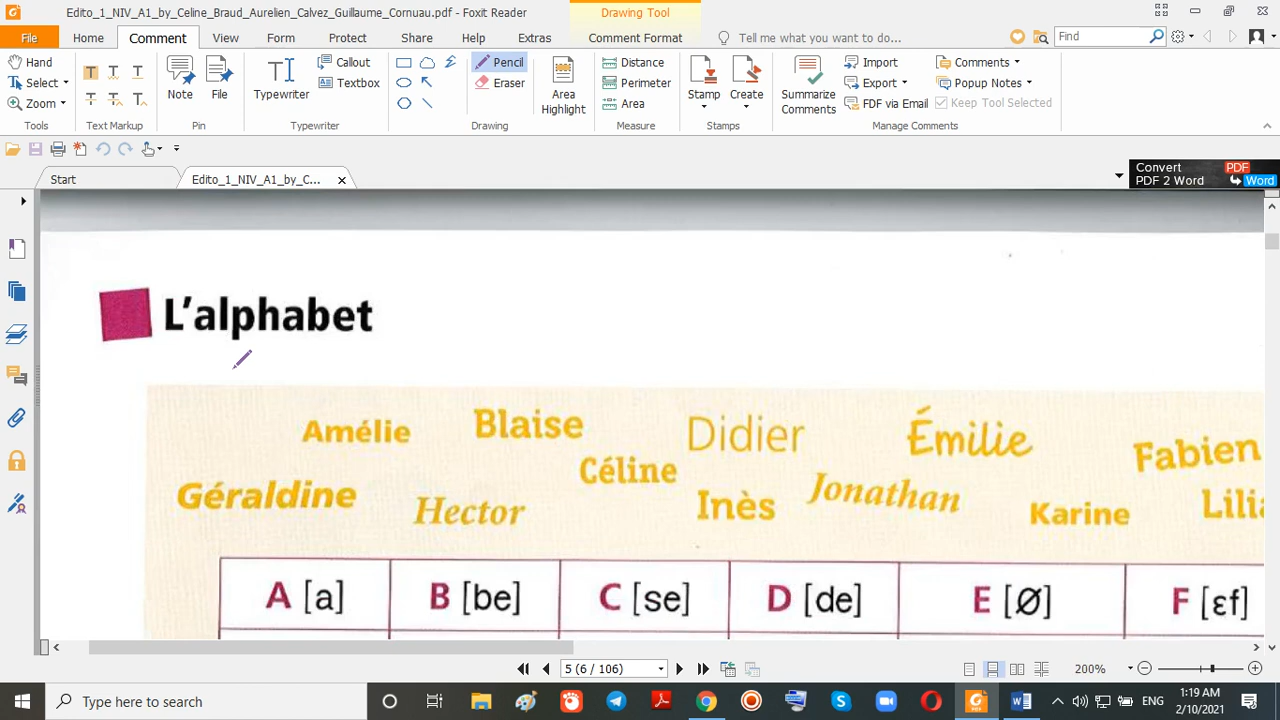 Edito_1_NIV_A1_by_Celine_Braud_Aurelien_Calvez_Guillaume_Cornuau.pdf - Foxit Reader
Drawing Tool
File Home Comment View Form Protect Share Help Extras Comment Format Tell me what you want to do... Find
Hand Select Zoom
Tools
Text Markup
Note File
Pin
Typewriter Callout Textbox
Typewriter
Pencil Eraser Area Highlight
Drawing
Distance Perimeter Area
Measure
Stamp Create
Stamps
Summarize Comments Import Export FDF via Email Comments Popup Notes Keep Tool Selected
Manage Comments
Start Edito_1_NIV_A1_by_C...
Convert PDF
PDF 2 Word Word
L'alphabet
Amélie Blaise Didier Émilie Fabien
Géraldine Hector Céline Inès Jonathan Karine
A [a] B [be] C [se] D [de] E [Ø] F [ɛf]
5 (6 / 106) 200%
Type here to search ENG 1:19 AM
2/10/2021